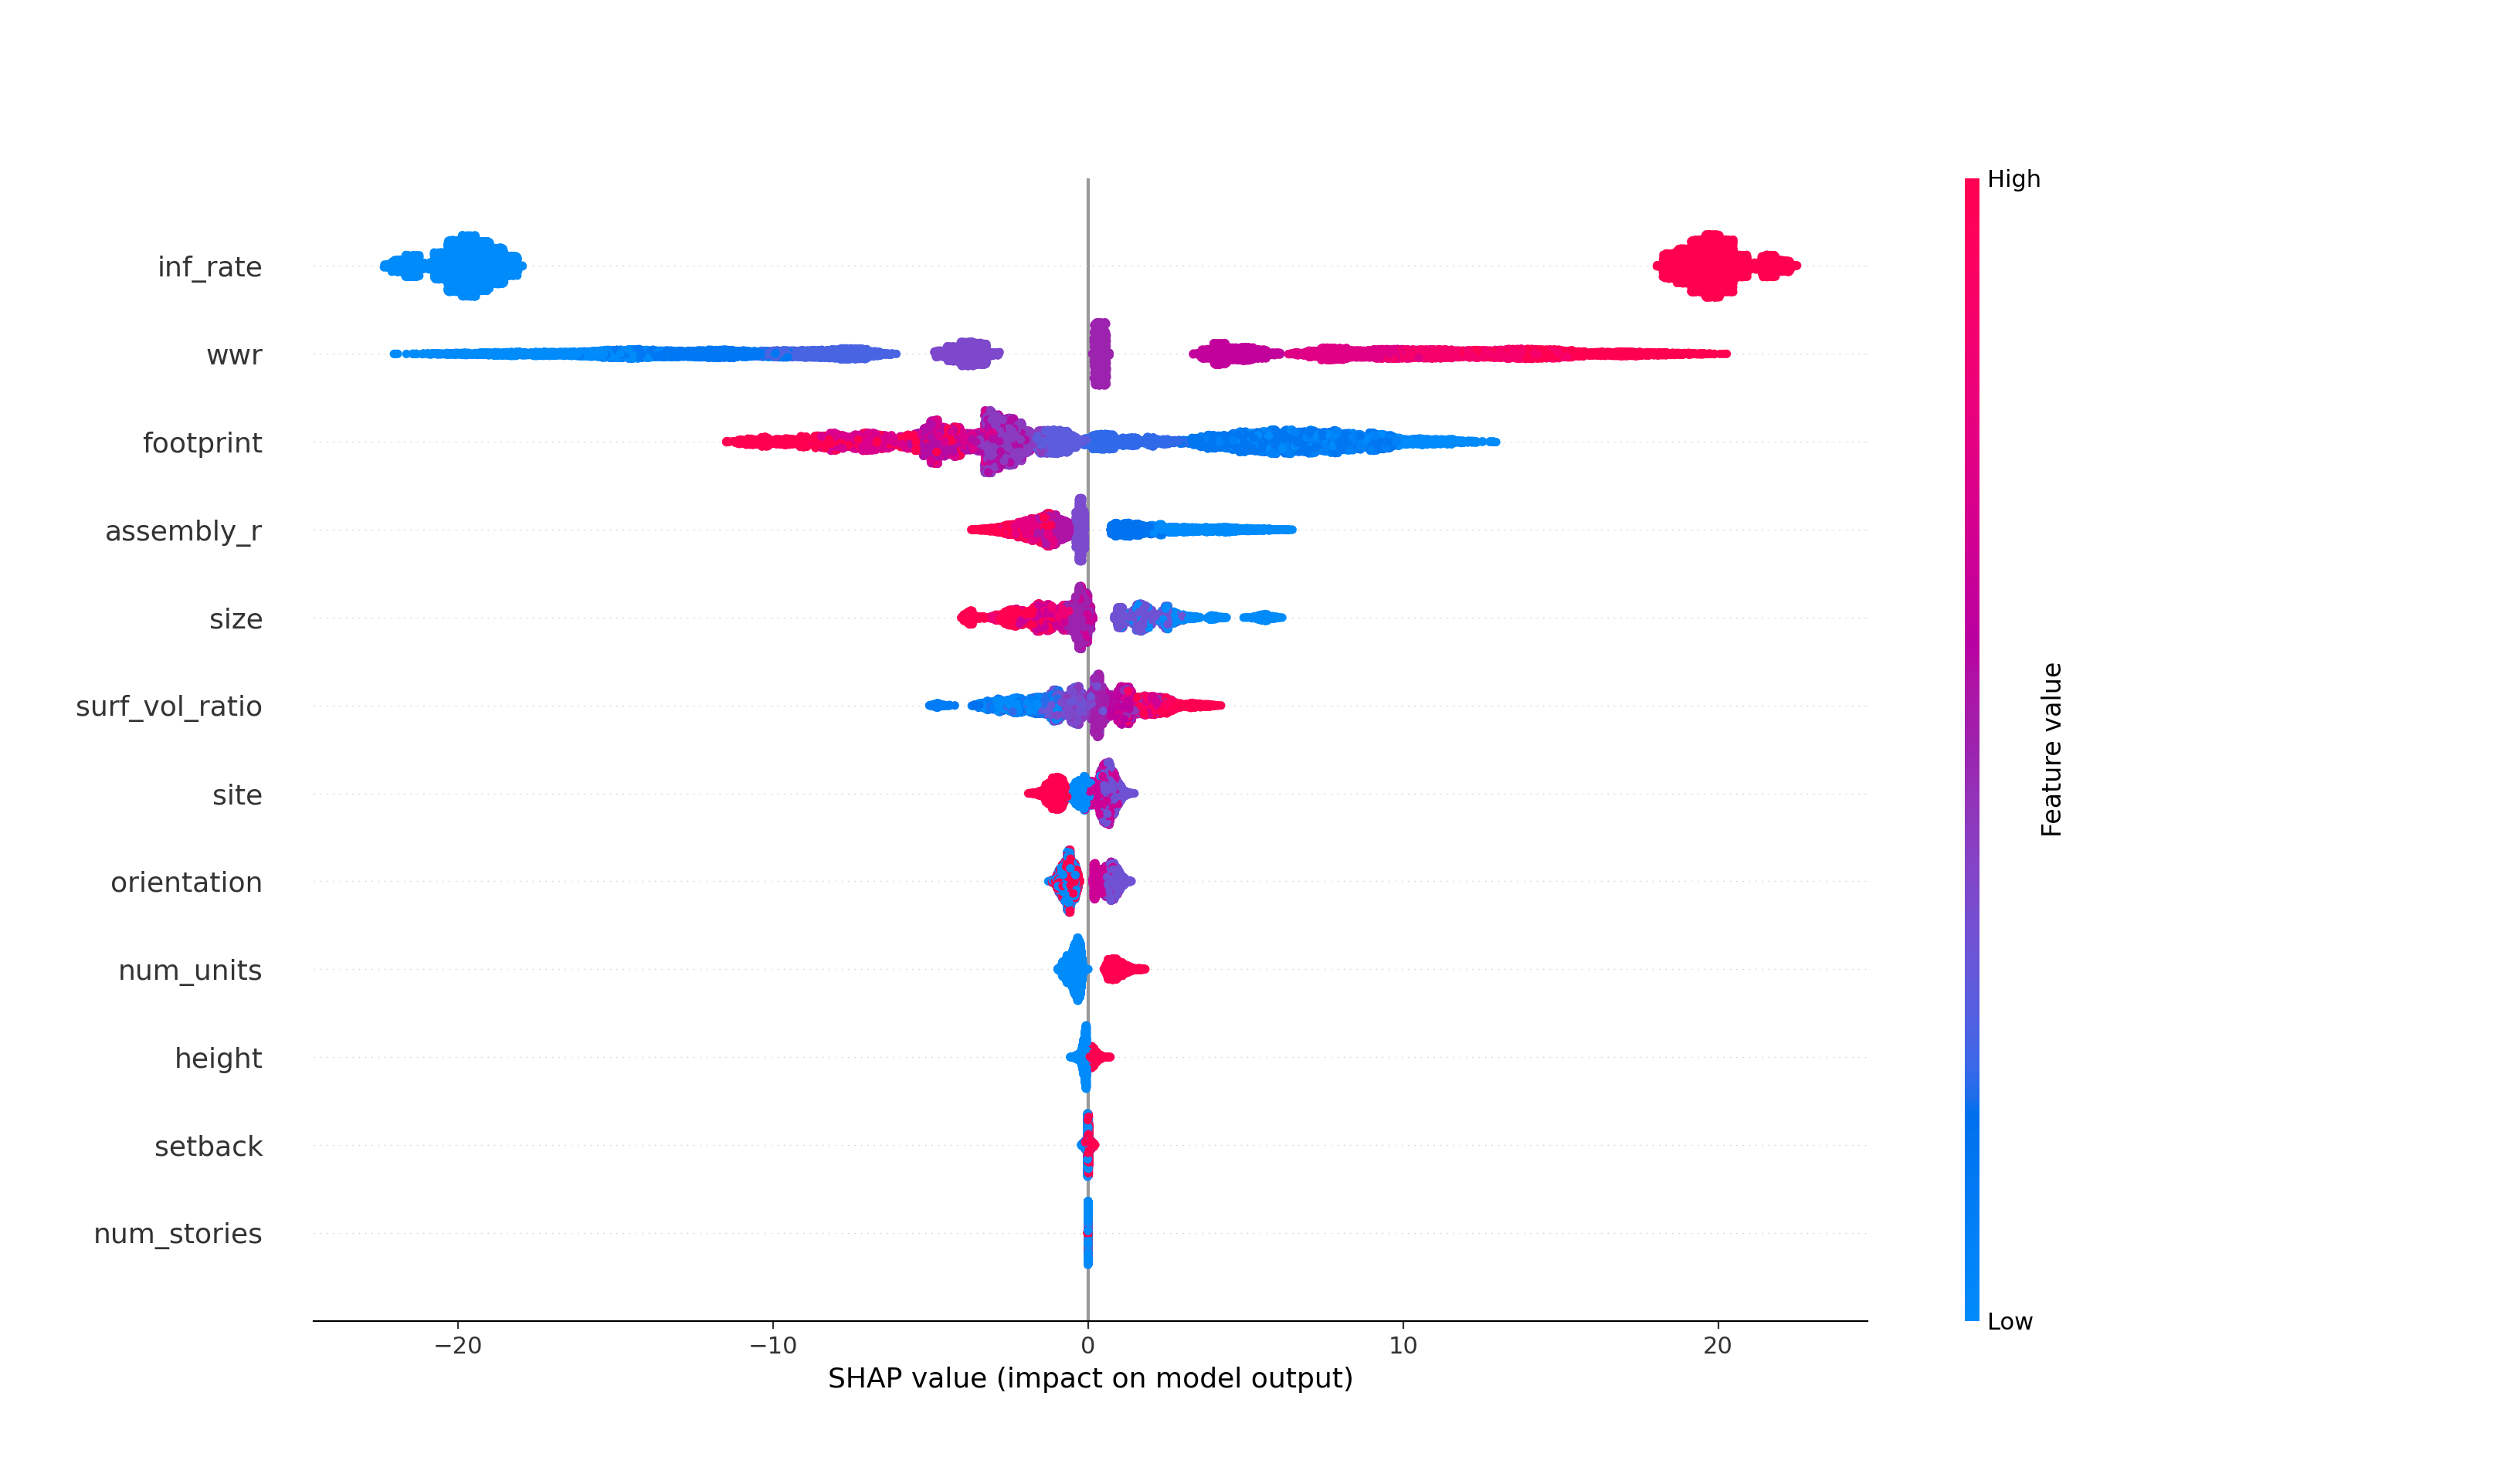 High
inf_rate
wwr
footprint
assembly_r
size
surf_vol_ratio
site
orientation
num_units
height
setback
num_stories
Feature value
Low
−20
−10
0
10
20
SHAP value (impact on model output)